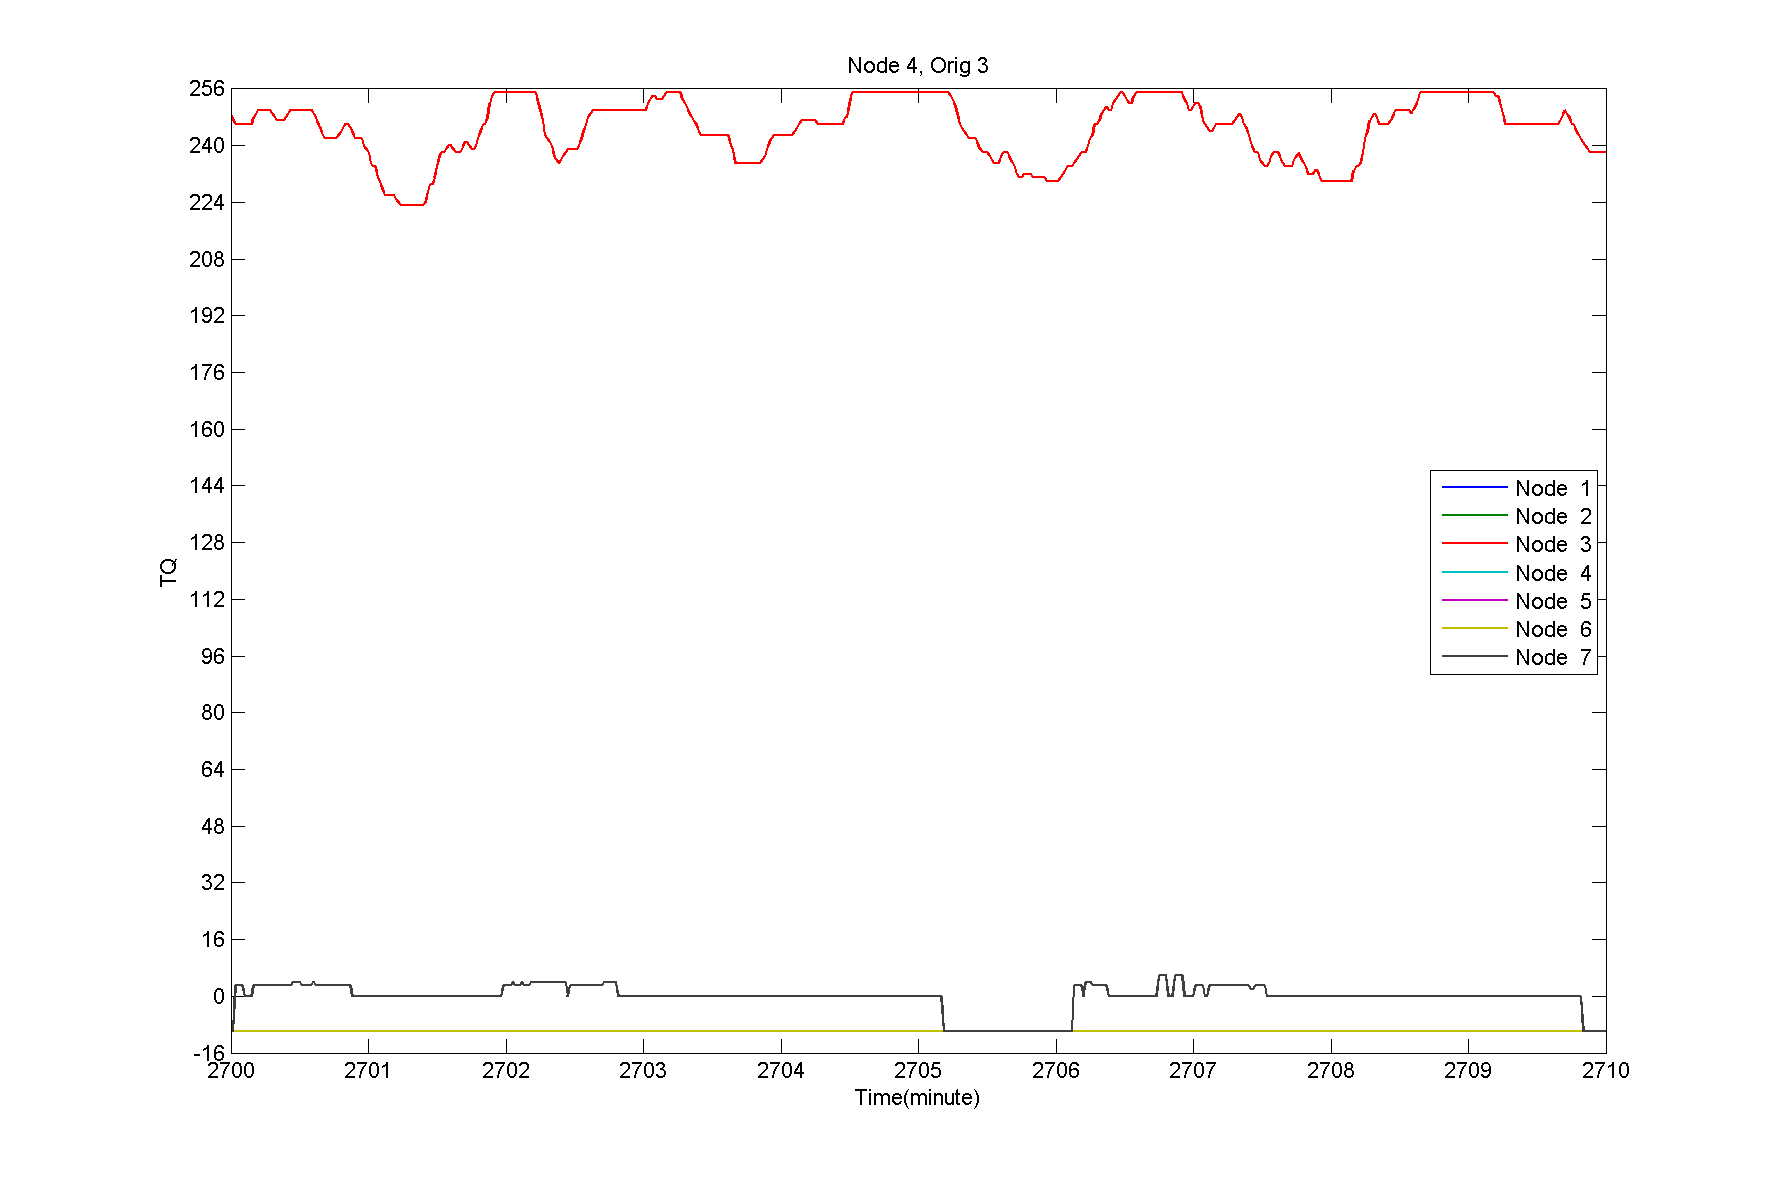 Node 4, Orig 3
256
240
224
208
192
176
160
144
128
112
96
80
64
48
32
16
0
-16
TQ
Node 1
Node 2
Node 3
Node 4
Node 5
Node 6
Node 7
2700 2701 2702 2703 2704 2705 2706 2707 2708 2709 2710
Time(minute)